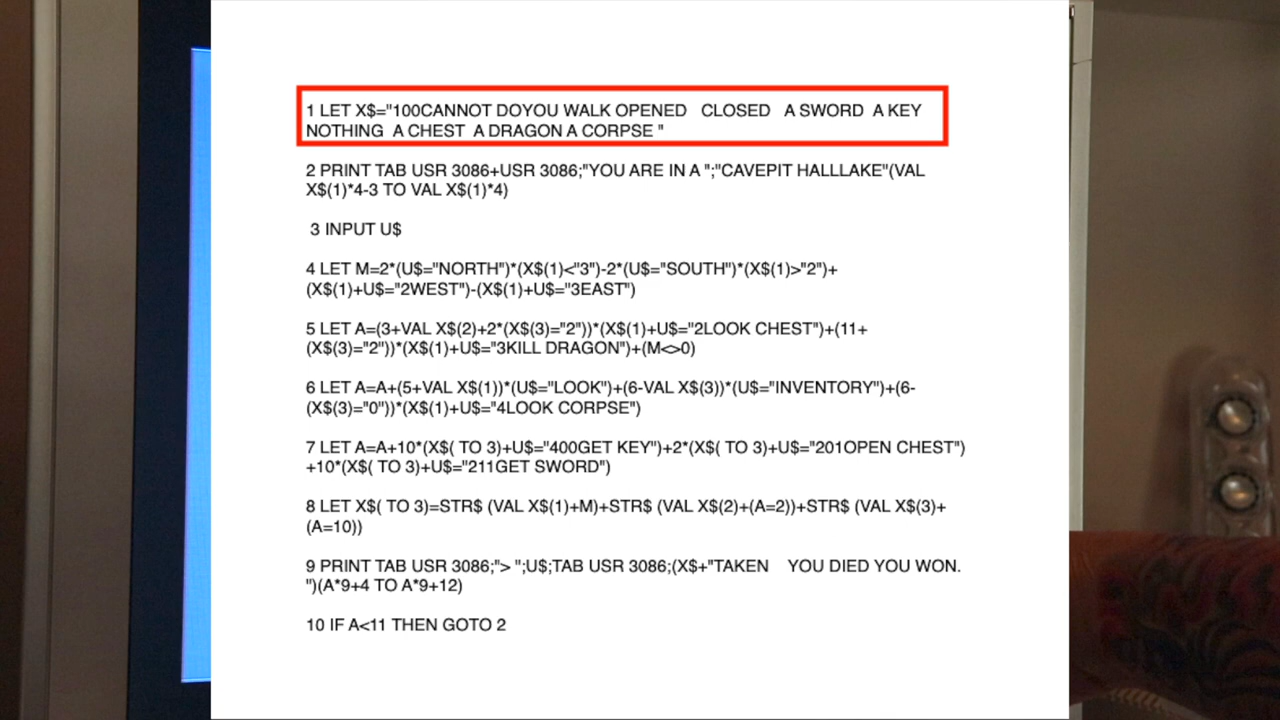 1 LET X$="100CANNOT DOYOU WALK OPENED   CLOSED   A SWORD  A KEY
NOTHING  A CHEST  A DRAGON A CORPSE "
2 PRINT TAB USR 3086+USR 3086;"YOU ARE IN A ";"CAVEPIT HALLLAKE"(VAL
X$(1)*4-3 TO VAL X$(1)*4)
3 INPUT U$
4 LET M=2*(U$="NORTH")*(X$(1)<"3")-2*(U$="SOUTH")*(X$(1)>"2")+
(X$(1)+U$="2WEST")-(X$(1)+U$="3EAST")
5 LET A=(3+VAL X$(2)+2*(X$(3)="2"))*(X$(1)+U$="2LOOK CHEST")+(11+
(X$(3)="2"))*(X$(1)+U$="3KILL DRAGON")+(M<>0)
6 LET A=A+(5+VAL X$(1))*(U$="LOOK")+(6-VAL X$(3))*(U$="INVENTORY")+(6-
(X$(3)="0"))*(X$(1)+U$="4LOOK CORPSE")
7 LET A=A+10*(X$( TO 3)+U$="400GET KEY")+2*(X$( TO 3)+U$="201OPEN CHEST")
+10*(X$( TO 3)+U$="211GET SWORD")
8 LET X$( TO 3)=STR$ (VAL X$(1)+M)+STR$ (VAL X$(2)+(A=2))+STR$ (VAL X$(3)+
(A=10))
9 PRINT TAB USR 3086;"> ";U$;TAB USR 3086;(X$+"TAKEN    YOU DIED YOU WON.
")(A*9+4 TO A*9+12)
10 IF A<11 THEN GOTO 2